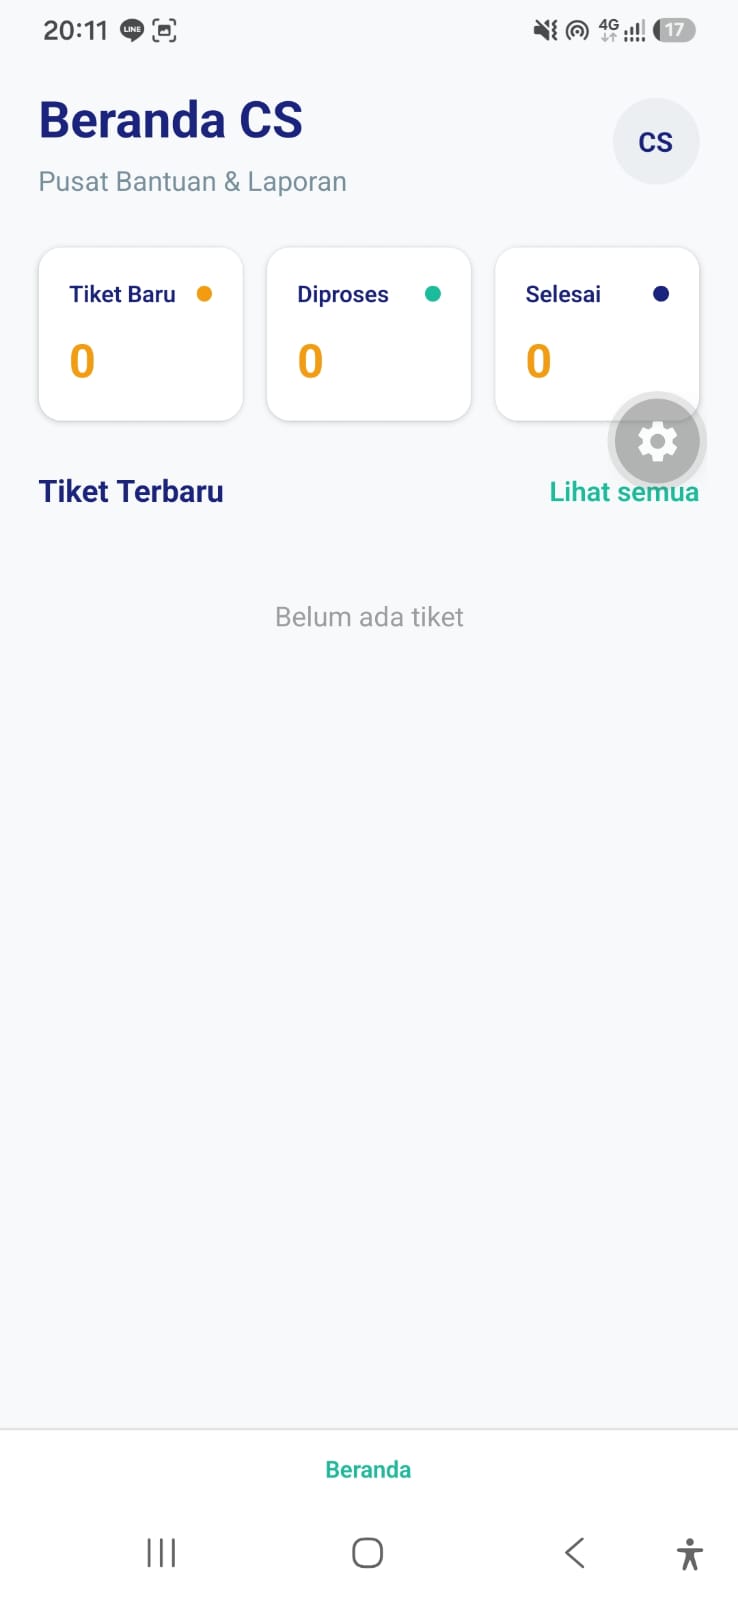 20:11 LINE 4G 17
Beranda CS
CS
Pusat Bantuan & Laporan
Tiket Baru Diproses Selesai
0 0 0
Tiket Terbaru Lihat semua
Belum ada tiket
Beranda